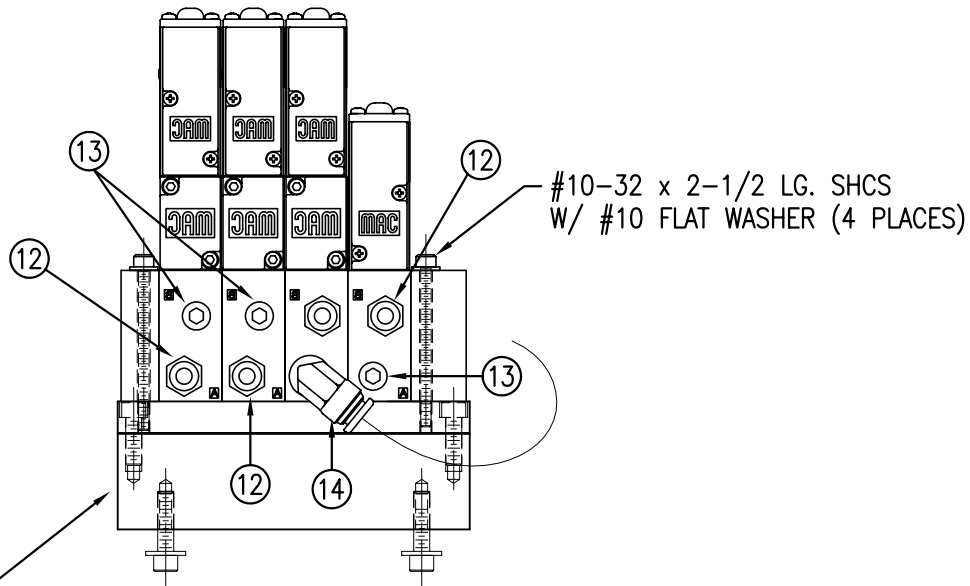 MAC
MAC
MAC
13
12
#10-32 x 2-1/2 LG. SHCS
W/ #10 FLAT WASHER (4 PLACES)
MAC
MAC
MAC
MAC
12
B
B
B
B
13
A
A
A
12
14